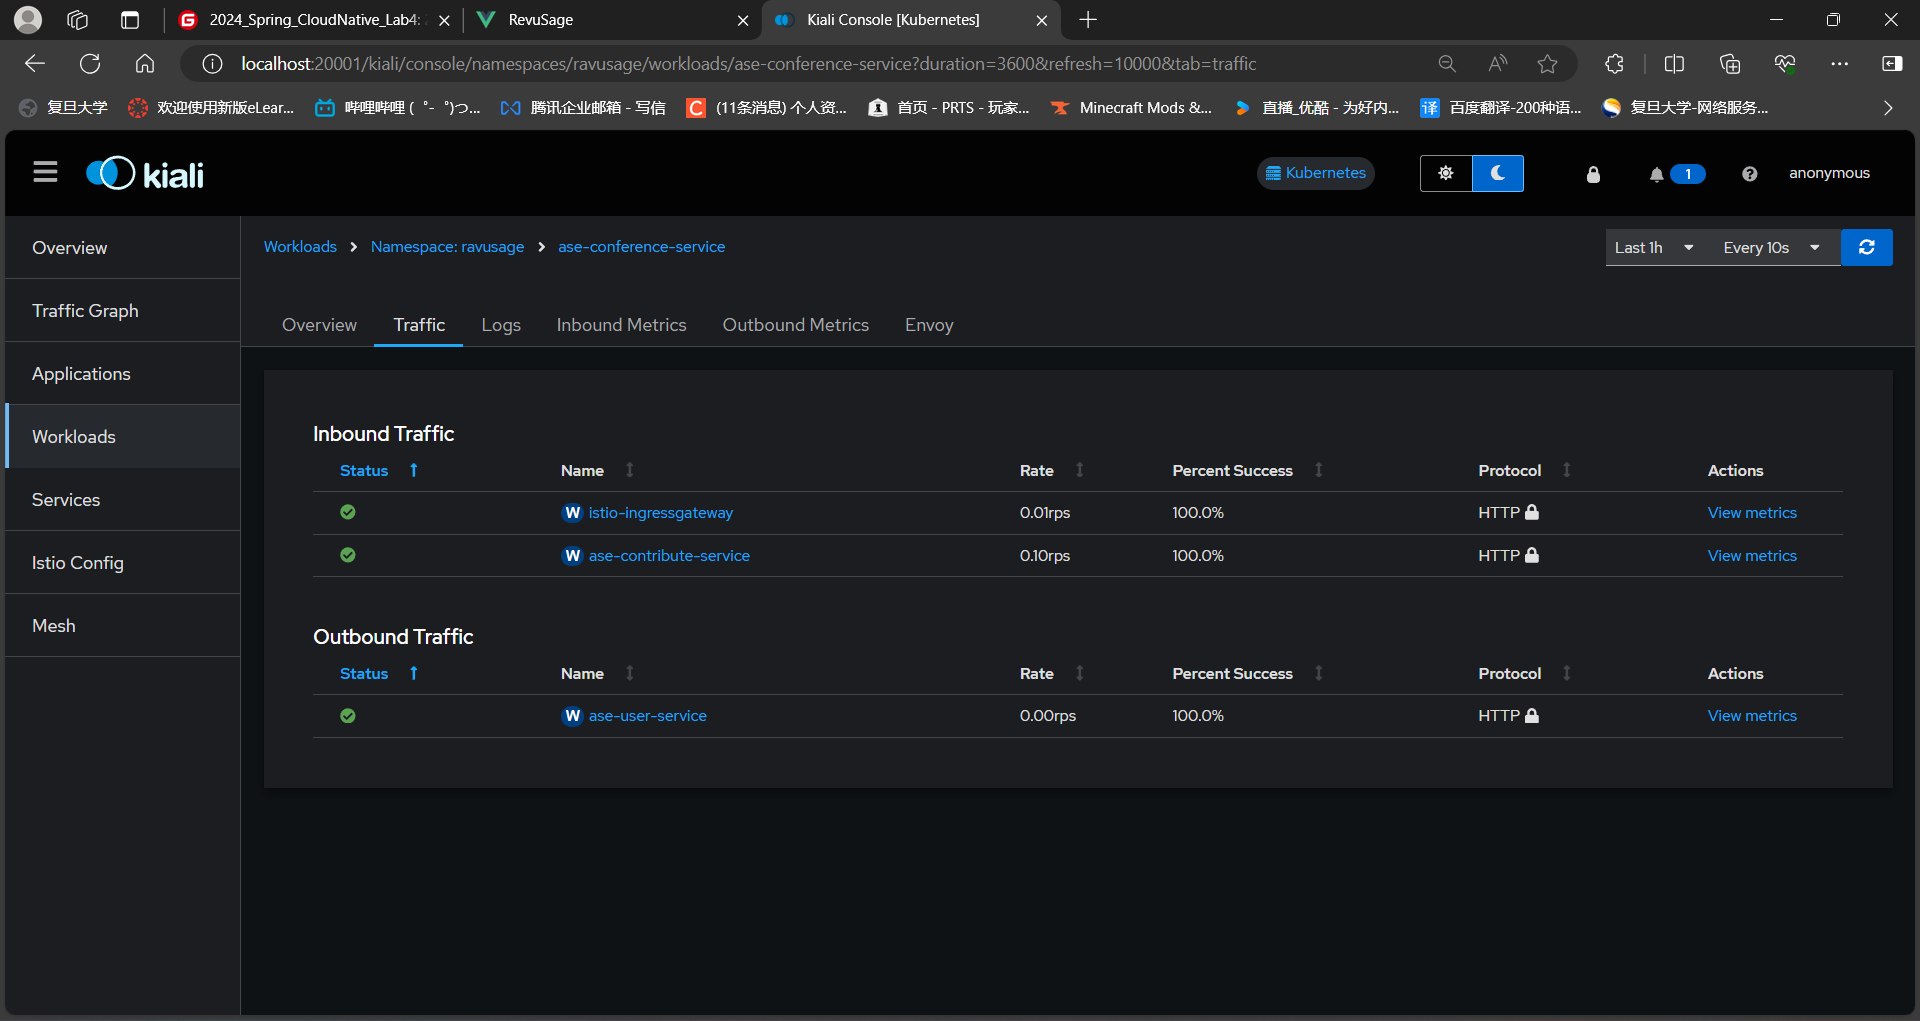 2024_Spring_CloudNative_Lab4:
RevuSage
Kiali Console [Kubernetes]
localhost:20001/kiali/console/namespaces/ravusage/workloads/ase-conference-service?duration=3600&refresh=10000&tab=traffic
复旦大学
欢迎使用新版eLear...
哔哩哔哩 ( ゜- ゜)つ...
腾讯企业邮箱 - 写信
(11条消息) 个人资...
首页 - PRTS - 玩家...
Minecraft Mods &...
直播_优酷 - 为好内...
百度翻译-200种语...
复旦大学-网络服务...
kiali
Kubernetes
1
anonymous
Overview
Traffic Graph
Applications
Workloads
Services
Istio Config
Mesh
Workloads > Namespace: ravusage > ase-conference-service
Last 1h
Every 10s
Overview Traffic Logs Inbound Metrics Outbound Metrics Envoy
Inbound Traffic
Status Name Rate Percent Success Protocol Actions
W istio-ingressgateway 0.01rps 100.0% HTTP View metrics
W ase-contribute-service 0.10rps 100.0% HTTP View metrics
Outbound Traffic
Status Name Rate Percent Success Protocol Actions
W ase-user-service 0.00rps 100.0% HTTP View metrics